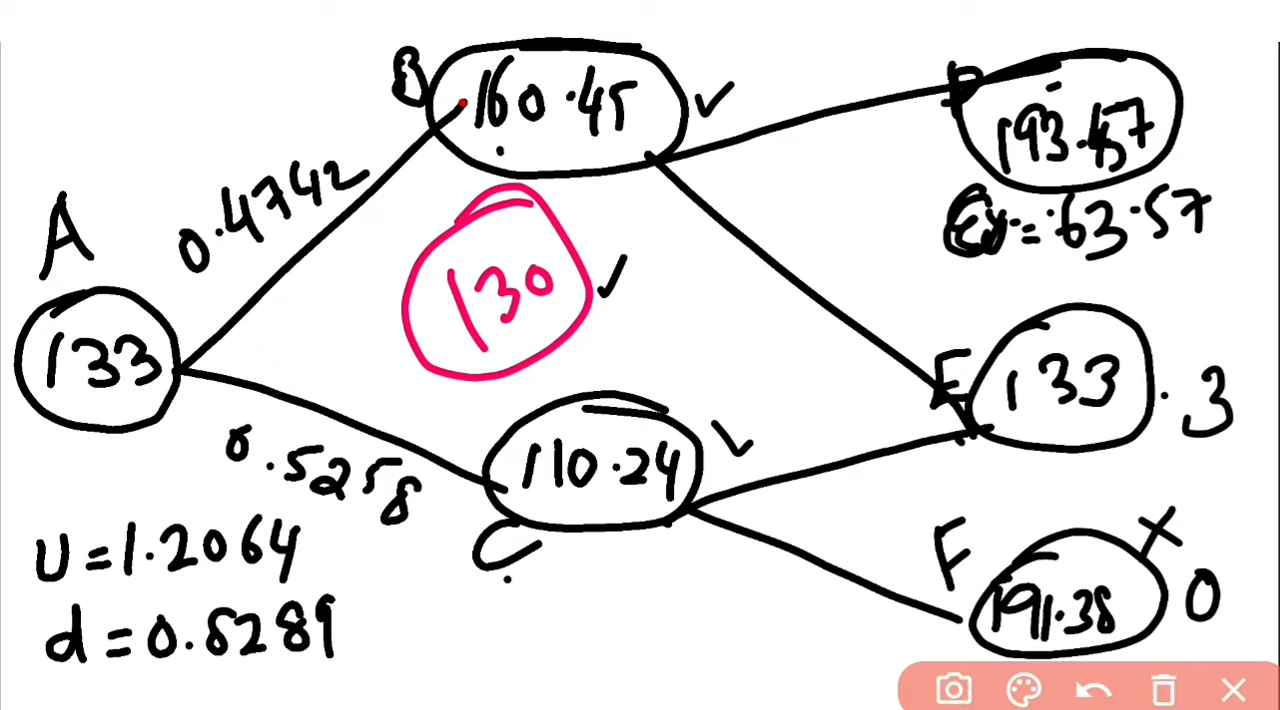 B
160.45
D
193.57
0.4742
Ex = 63.57
A
133
130
E
133
3
0.5258
110.24
C
F
191.38
0
U = 1.2064
d = 0.8289